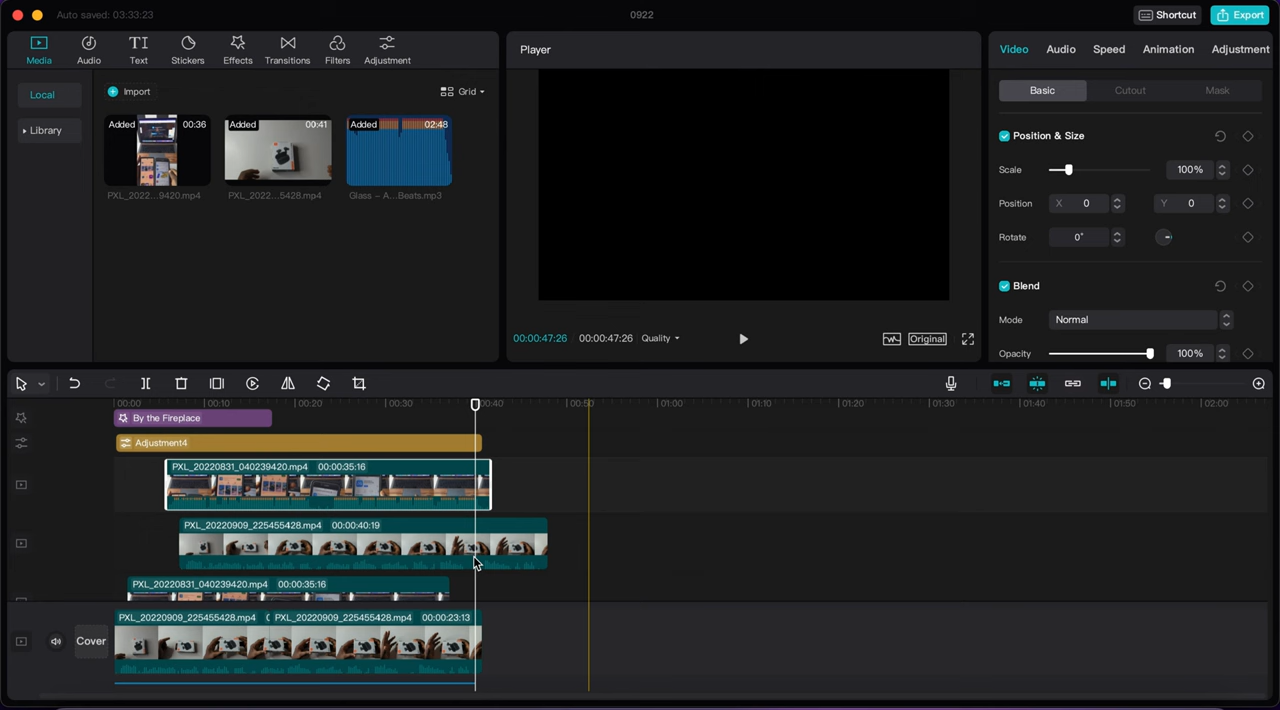 Auto saved: 03:33:23
0922
Shortcut
Export
Media
Audio
Text
Stickers
Effects
Transitions
Filters
Adjustment
Player
Video
Audio
Speed
Animation
Adjustment
Local
Library
Import
Grid
Added 00:36
PXL_2022...9420.mp4
Added 00:41
PXL_2022...5428.mp4
Added 02:48
Glass – A...Beats.mp3
Basic
Cutout
Mask
Position & Size
Scale
100%
Position
X 0
Y 0
Rotate
0°
Blend
Mode
Normal
Opacity
100%
00:00:47:26
00:00:47:26
Quality
Original
00:00
00:10
00:20
00:30
00:40
00:50
01:00
01:10
01:20
01:30
01:40
01:50
02:00
By the Fireplace
Adjustment4
PXL_20220831_040239420.mp4 00:00:35:16
PXL_20220909_225455428.mp4 00:00:40:19
PXL_20220831_040239420.mp4 00:00:35:16
Cover
PXL_20220909_225455428.mp4
PXL_20220909_225455428.mp4 00:00:23:13